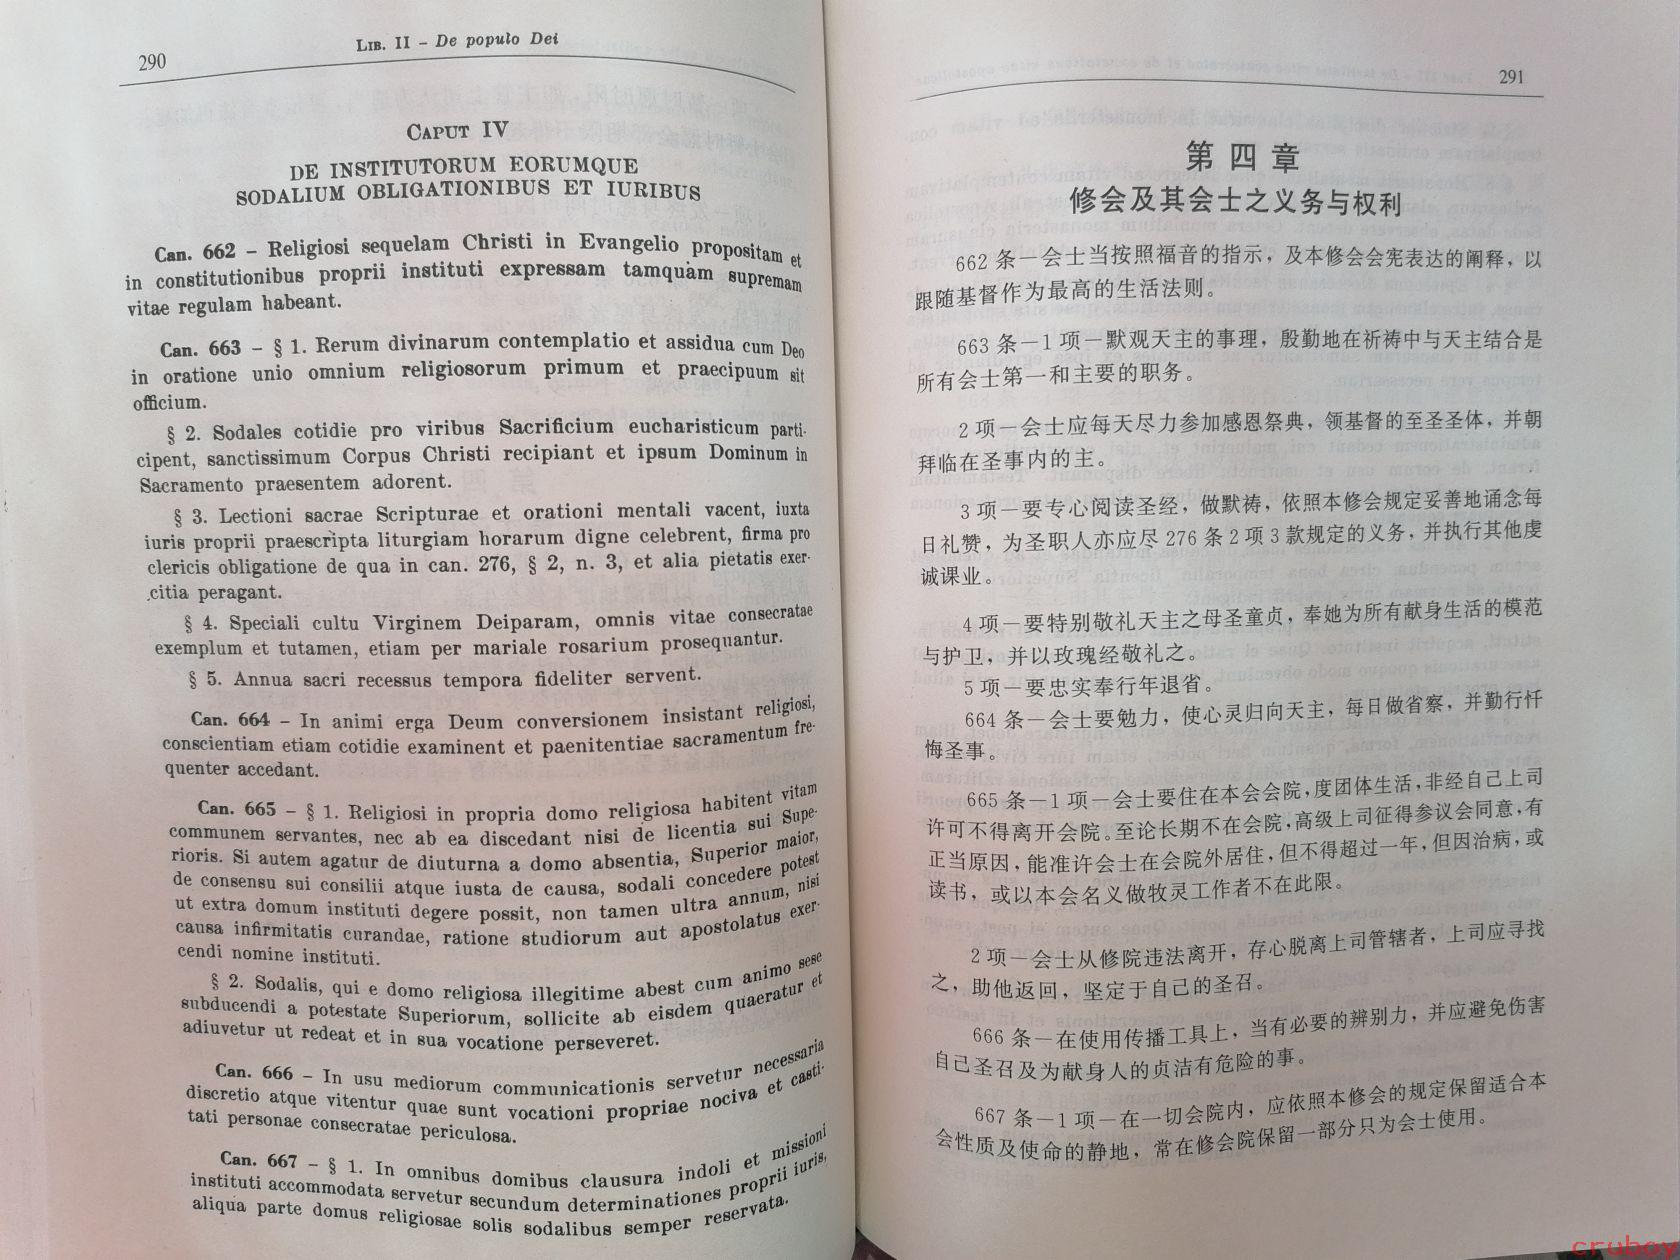 290
LIB. II – De populo Dei
CAPUT IV
DE INSTITUTORUM EORUMQUE
SODALIUM OBLIGATIONIBUS ET IURIBUS
Can. 662 – Religiosi sequelam Christi in Evangelio propositam et
in constitutionibus proprii instituti expressam tamquam supremam
vitae regulam habeant.
Can. 663 – § 1. Rerum divinarum contemplatio et assidua cum Deo
in oratione unio omnium religiosorum primum et praecipuum sit
officium.
§ 2. Sodales cotidie pro viribus Sacrificium eucharisticum parti-
cipent, sanctissimum Corpus Christi recipiant et ipsum Dominum in
Sacramento praesentem adorent.
§ 3. Lectioni sacrae Scripturae et orationi mentali vacent, iuxta
iuris proprii praescripta liturgiam horarum digne celebrent, firma pro
clericis obligatione de qua in can. 276, § 2, n. 3, et alia pietatis exer-
citia peragant.
§ 4. Speciali cultu Virginem Deiparam, omnis vitae consecratae
exemplum et tutamen, etiam per mariale rosarium prosequantur.
§ 5. Annua sacri recessus tempora fideliter servent.
Can. 664 – In animi erga Deum conversionem insistant religiosi,
conscientiam etiam cotidie examinent et paenitentiae sacramentum fre-
quenter accedant.
Can. 665 – § 1. Religiosi in propria domo religiosa habitent vitam
communem servantes, nec ab ea discedant nisi de licentia sui Supe-
rioris. Si autem agatur de diuturna a domo absentia, Superior maior,
de consensu sui consilii atque iusta de causa, sodali concedere potest
ut extra domum instituti degere possit, non tamen ultra annum, nisi
causa infirmitatis curandae, ratione studiorum aut apostolatus exer-
cendi nomine instituti.
§ 2. Sodalis, qui e domo religiosa illegitime abest cum animo sese
subducendi a potestate Superiorum, sollicite ab eisdem quaeratur et
adiuvetur ut redeat et in sua vocatione perseveret.
Can. 666 – In usu mediorum communicationis servetur necessaria
discretio atque vitentur quae sunt vocationi propriae nociva et casti-
tati personae consecratae periculosa.
Can. 667 – § 1. In omnibus domibus clausura indoli et missioni
instituti accommodata servetur secundum determinationes proprii iuris,
aliqua parte domus religiosae solis sodalibus semper reservata.
291
第四章
修会及其会士之义务与权利
662 条—会士当按照福音的指示，及本修会会宪表达的阐释，以
跟随基督作为最高的生活法则。
663 条—1 项—默观天主的事理，殷勤地在祈祷中与天主结合是
所有会士第一和主要的职务。
2 项—会士应每天尽力参加感恩祭典，领基督的至圣圣体，并朝
拜临在圣事内的主。
3 项—要专心阅读圣经，做默祷，依照本修会规定妥善地诵念每
日礼赞，为圣职人亦应尽 276 条 2 项 3 款规定的义务，并执行其他虔
诚课业。
4 项—要特别敬礼天主之母圣童贞，奉她为所有献身生活的模范
与护卫，并以玫瑰经敬礼之。
5 项—要忠实奉行年退省。
664 条—会士要勉力，使心灵归向天主，每日做省察，并勤行忏
悔圣事。
665 条—1 项—会士要住在本会会院，度团体生活，非经自己上司
许可不得离开会院。至论长期不在会院，高级上司征得参议会同意，有
正当原因，能准许会士在会院外居住，但不得超过一年，但因治病，或
读书，或以本会名义做牧灵工作者不在此限。
2 项—会士从修院违法离开，存心脱离上司管辖者，上司应寻找
之，助他返回，坚定于自己的圣召。
666 条—在使用传播工具上，当有必要的辨别力，并应避免伤害
自己圣召及为献身人的贞洁有危险的事。
667 条—1 项—在一切会院内，应依照本修会的规定保留适合本
会性质及使命的静地，常在修会院保留一部分只为会士使用。
cruboy